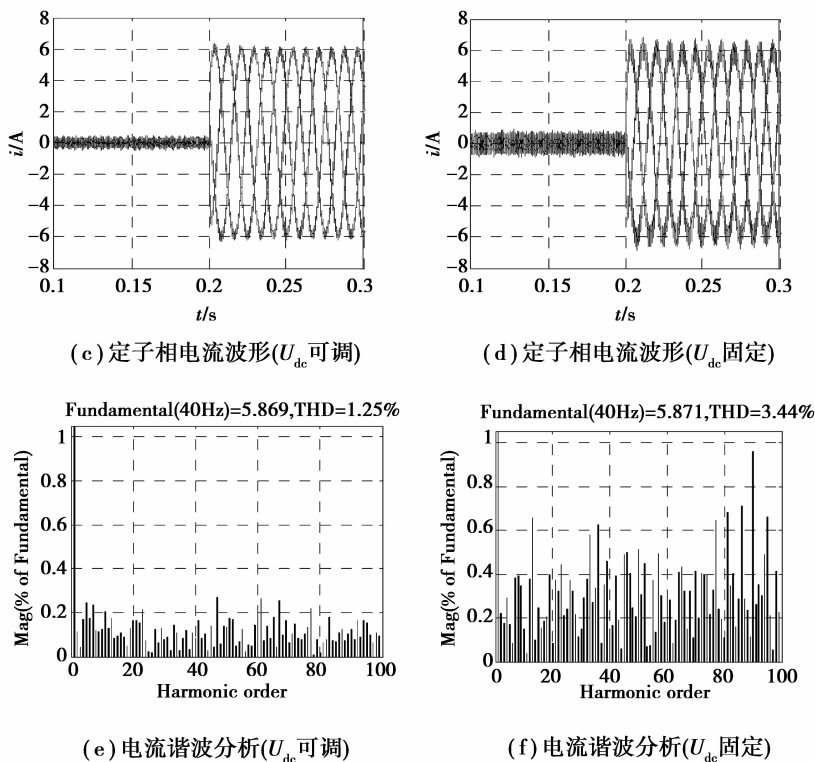 8
6
4
2
0
−2
−4
−6
−8
i/A
0.1 0.15 0.2 0.25 0.3
t/s
(c) 定子相电流波形(Udc可调)
8
6
4
2
0
−2
−4
−6
−8
i/A
0.1 0.15 0.2 0.25 0.3
t/s
(d) 定子相电流波形(Udc固定)
Fundamental(40Hz)=5.869,THD=1.25%
1
0.8
0.6
0.4
0.2
0
Mag(% of Fundamental)
0 20 40 60 80 100
Harmonic order
(e) 电流谐波分析(Udc可调)
Fundamental(40Hz)=5.871,THD=3.44%
1
0.8
0.6
0.4
0.2
0
Mag(% of Fundamental)
0 20 40 60 80 100
Harmonic order
(f) 电流谐波分析(Udc固定)